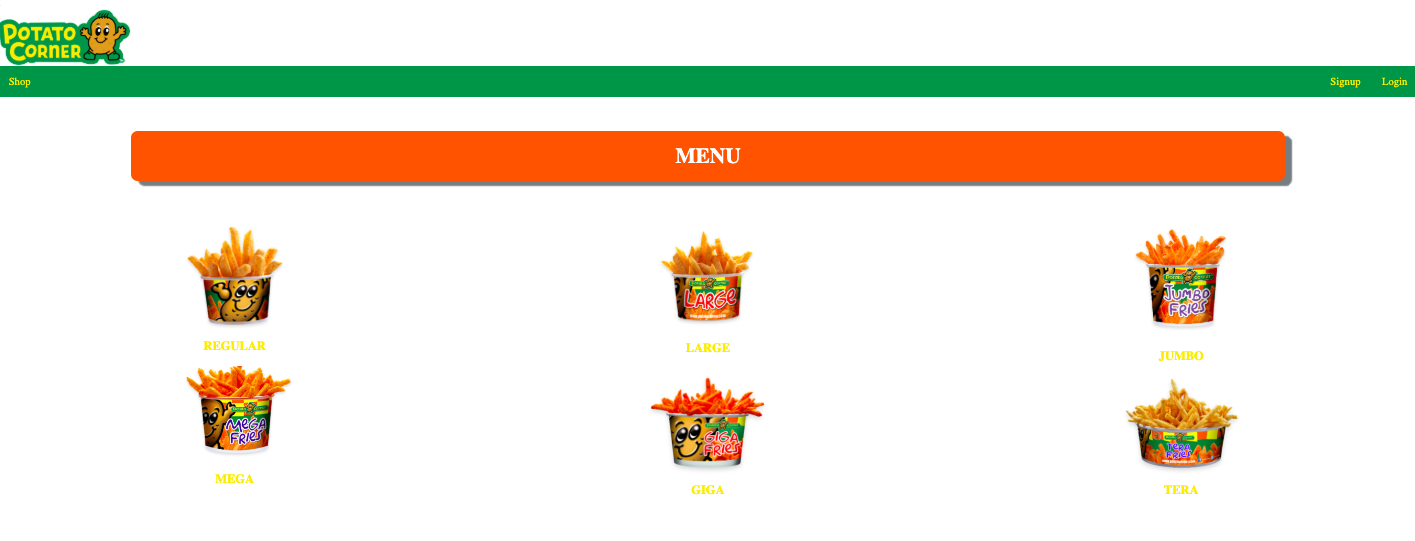 POTATO
CORNER
Shop
Signup
Login
MENU
LARGE
JUMBO
FRIES
REGULAR
LARGE
JUMBO
MEGA
FRIES
GIGA
FRIES
TERA
FRIES
MEGA
GIGA
TERA